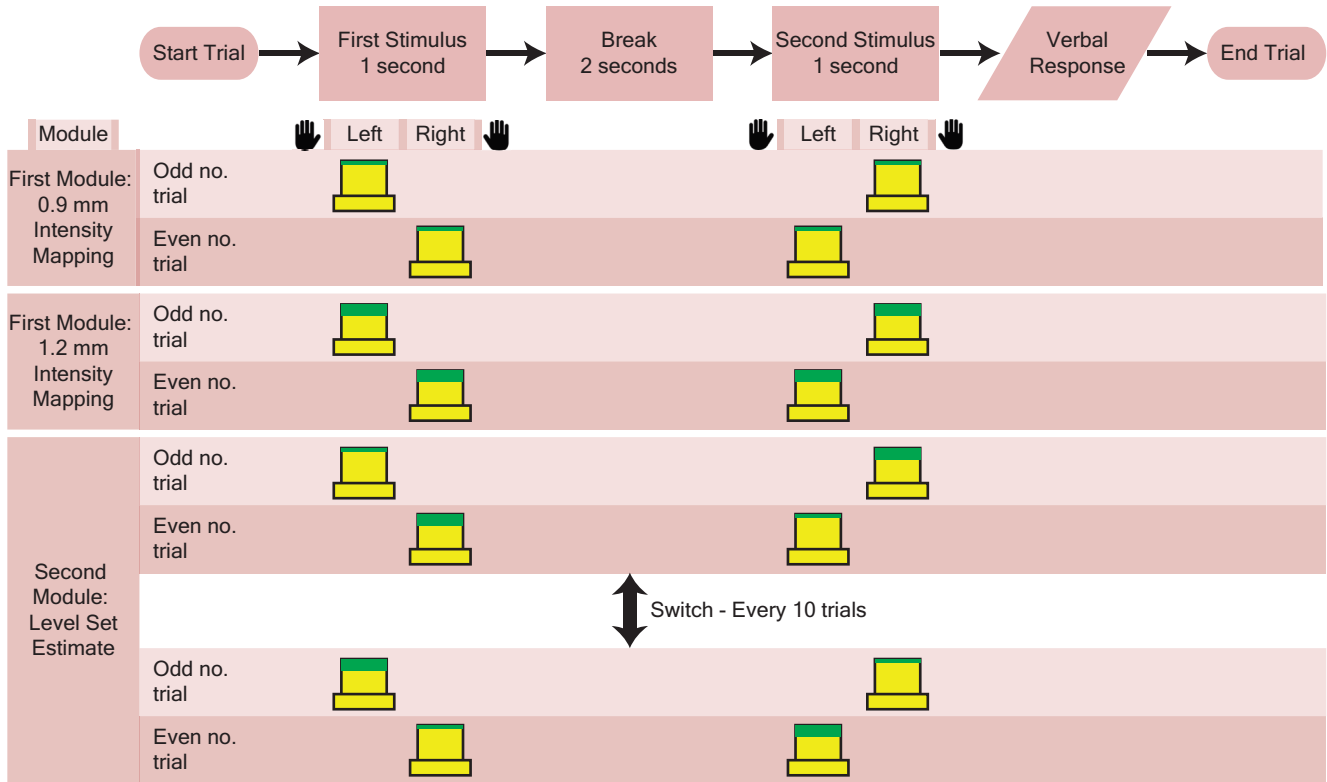 Start Trial
First Stimulus
1 second
Break
2 seconds
Second Stimulus
1 second
Verbal
Response
End Trial
Module
Left
Right
Left
Right
First Module:
0.9 mm
Intensity
Mapping
Odd no.
trial
Even no.
trial
First Module:
1.2 mm
Intensity
Mapping
Odd no.
trial
Even no.
trial
Second
Module:
Level Set
Estimate
Odd no.
trial
Even no.
trial
Switch - Every 10 trials
Odd no.
trial
Even no.
trial